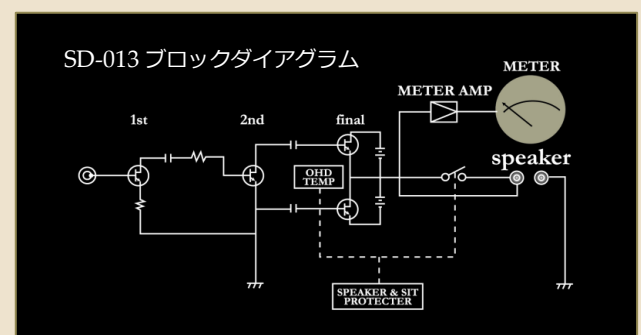 SD-013 ブロックダイアグラム
METER
METER AMP
1st
2nd
final
speaker
OHD
TEMP
SPEAKER & SIT
PROTECTER